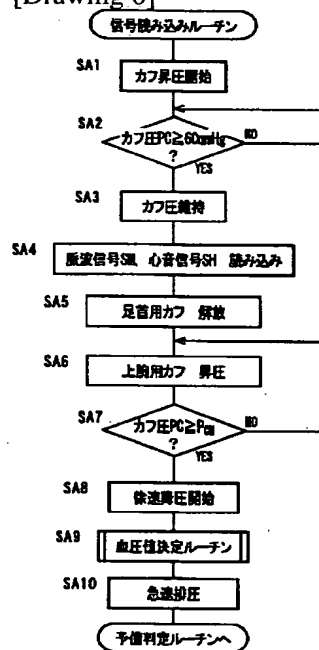 [Drawing 6]
信号読み込みルーチン
SA1
カフ昇圧開始
SA2
カフ圧PC≧60mmHg
?
NO
YES
SA3
カフ圧維持
SA4
脈波信号SM、心音信号SH 読み込み
SA5
足首用カフ 解放
SA6
上腕用カフ 昇圧
SA7
カフ圧PC≧PCM
?
NO
YES
SA8
徐速降圧開始
SA9
血圧値決定ルーチン
SA10
急速排圧
予備判定ルーチンへ